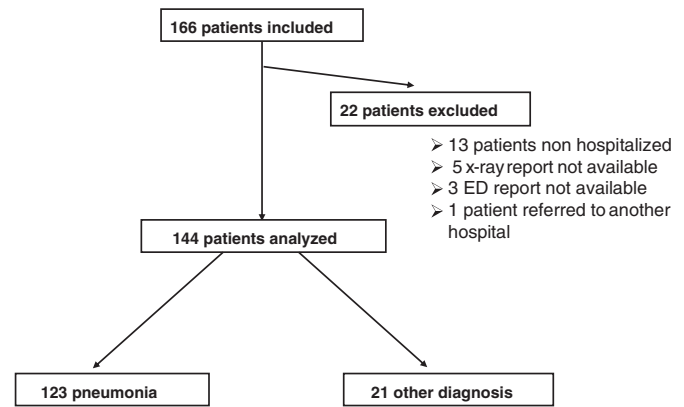 166 patients included
22 patients excluded
➢ 13 patients non hospitalized
➢ 5 x-ray report not available
➢ 3 ED report not available
➢ 1 patient referred to another
hospital
144 patients analyzed
123 pneumonia
21 other diagnosis